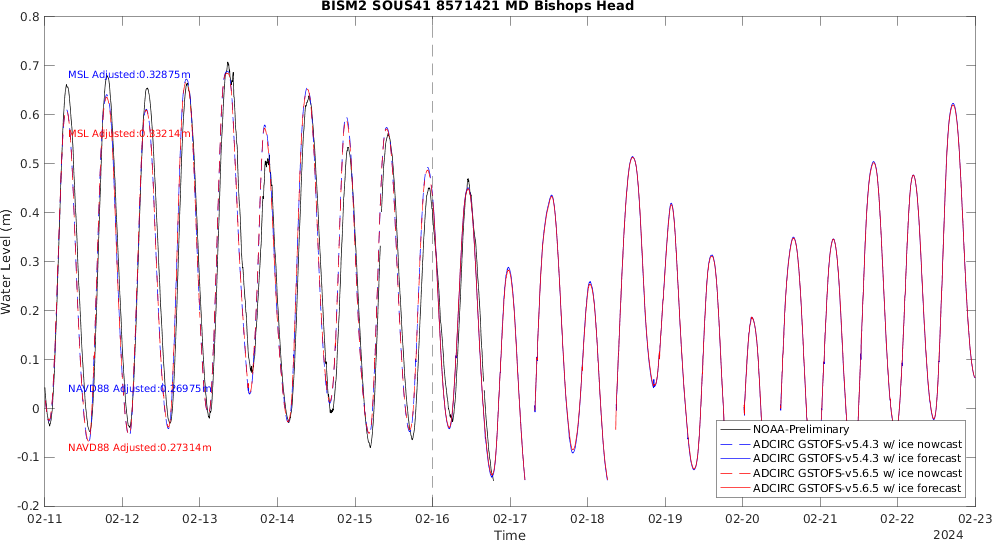 BISM2 SOUS41 8571421 MD Bishops Head
0.8
0.7
0.6
0.5
0.4
0.3
0.2
0.1
0
-0.1
-0.2
Water Level (m)
MSL Adjusted:0.32875m
MSL Adjusted:0.33214m
NAVD88 Adjusted:0.26975m
NAVD88 Adjusted:0.27314m
NOAA-Preliminary
ADCIRC GSTOFS-v5.4.3 w/ ice nowcast
ADCIRC GSTOFS-v5.4.3 w/ ice forecast
ADCIRC GSTOFS-v5.6.5 w/ ice nowcast
ADCIRC GSTOFS-v5.6.5 w/ ice forecast
02-11 02-12 02-13 02-14 02-15 02-16 02-17 02-18 02-19 02-20 02-21 02-22 02-23
Time
2024